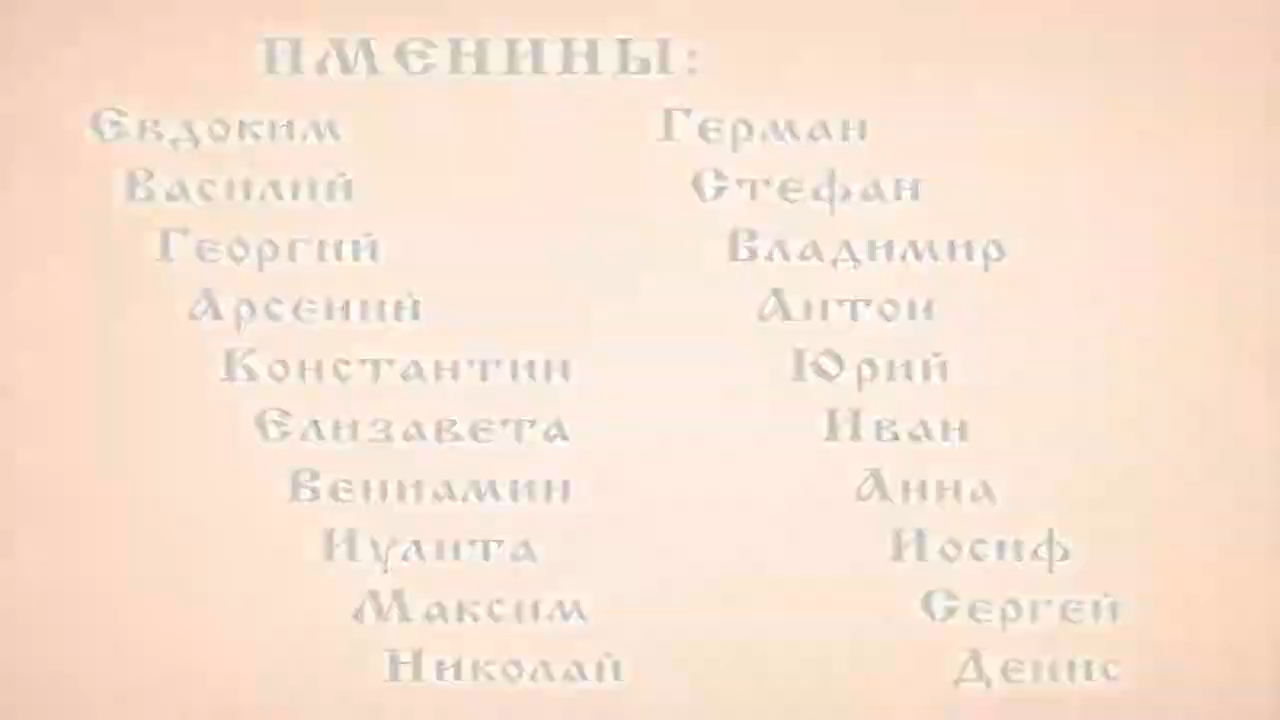 ИМЕНИНЫ:
Евдоким
Василий
Георгий
Арсений
Константин
Елизавета
Вениамин
Иулита
Максим
Николай
Герман
Стефан
Владимир
Антон
Юрий
Иван
Анна
Иосиф
Сергей
Денис